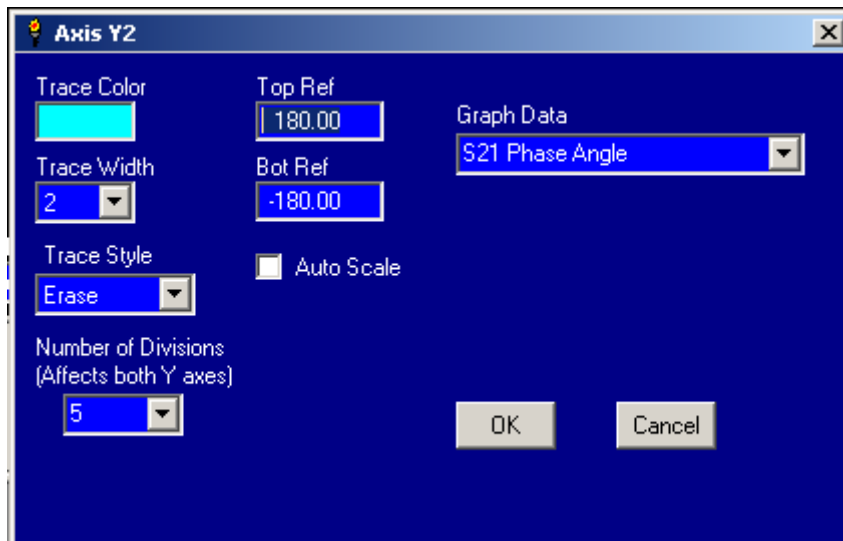 Axis Y2
Trace Color
Top Ref
180.00
Graph Data
S21 Phase Angle
Trace Width
2
Bot Ref
-180.00
Trace Style
Erase
Auto Scale
Number of Divisions
(Affects both Y axes)
5
OK
Cancel